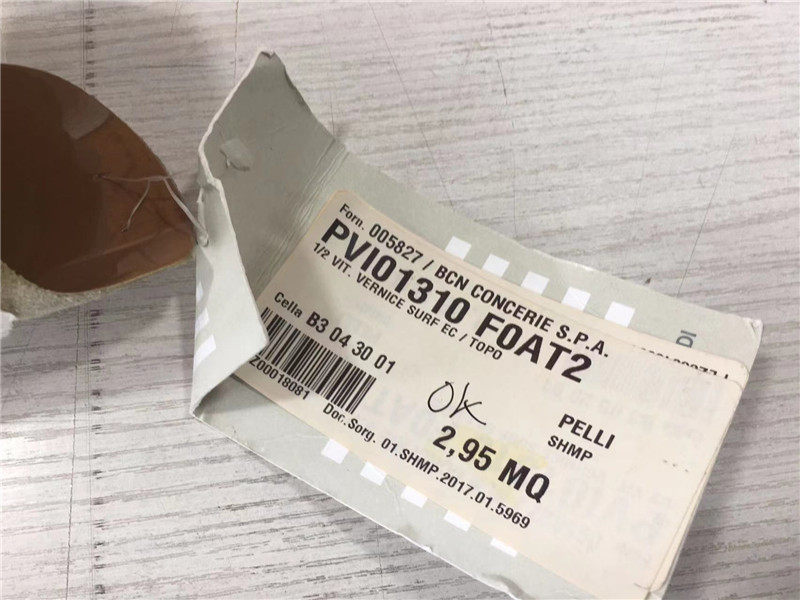 Forn. 005827 / BCN CONCERIE S.P.A.
PVI01310 F0AT2
1/2 VIT. VERNICE SURF EC / TOPO
Cella B3 04 30 01
Z00018081
OK
PELLI
SHMP
2,95 MQ
Doc.Sorg. 01.SHMP.2017.01.5969